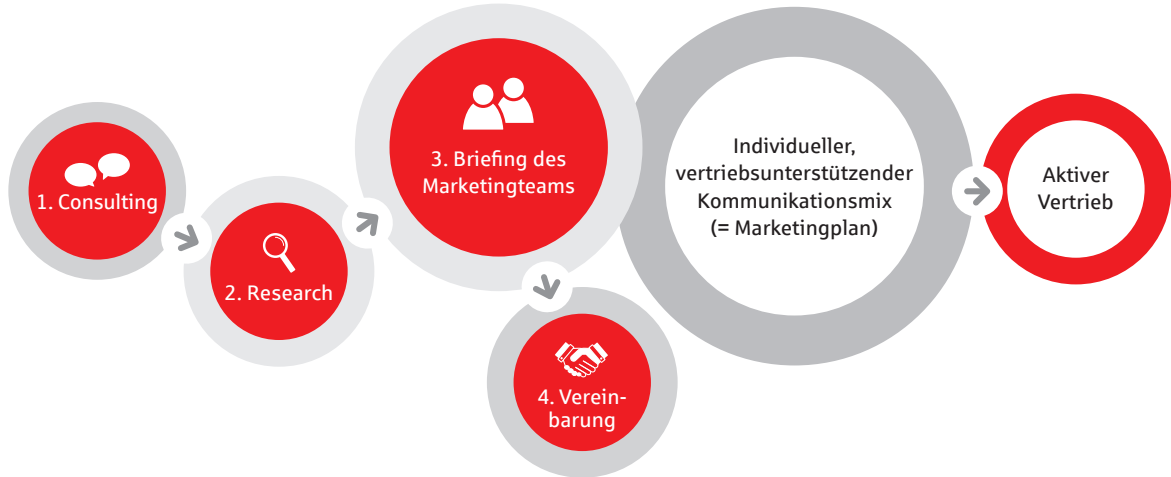 1. Consulting
2. Research
3. Briefing des
Marketingteams
4. Verein-
barung
Individueller,
vertriebsunterstützender
Kommunikationsmix
(= Marketingplan)
Aktiver
Vertrieb